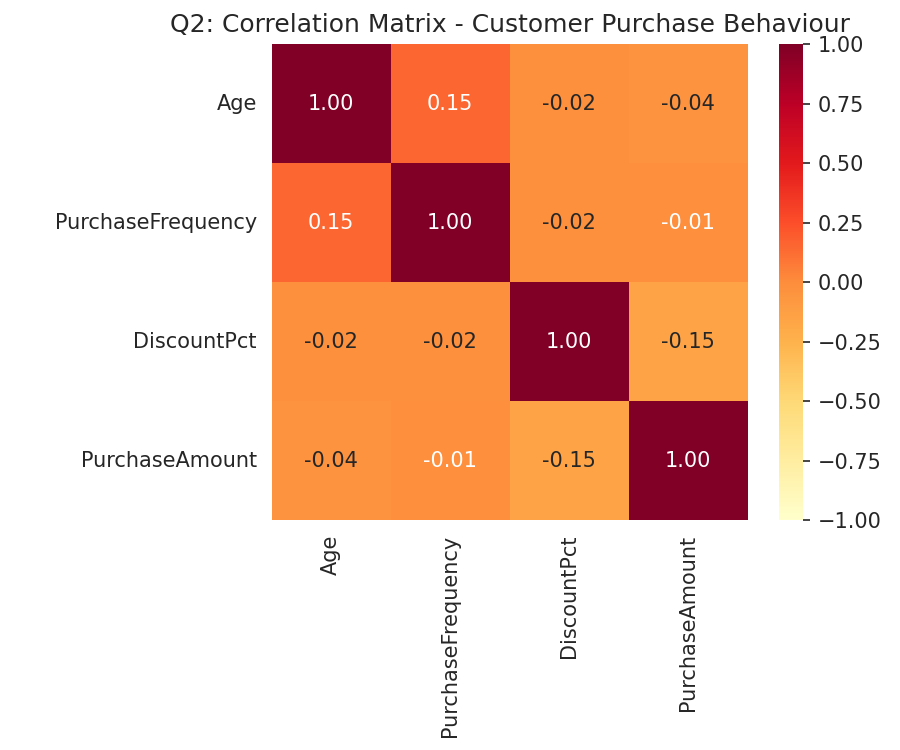 Q2: Correlation Matrix - Customer Purchase Behaviour
Age 1.00 0.15 -0.02 -0.04
PurchaseFrequency 0.15 1.00 -0.02 -0.01
DiscountPct -0.02 -0.02 1.00 -0.15
PurchaseAmount -0.04 -0.01 -0.15 1.00
Age
PurchaseFrequency
DiscountPct
PurchaseAmount
1.00
0.75
0.50
0.25
0.00
−0.25
−0.50
−0.75
−1.00